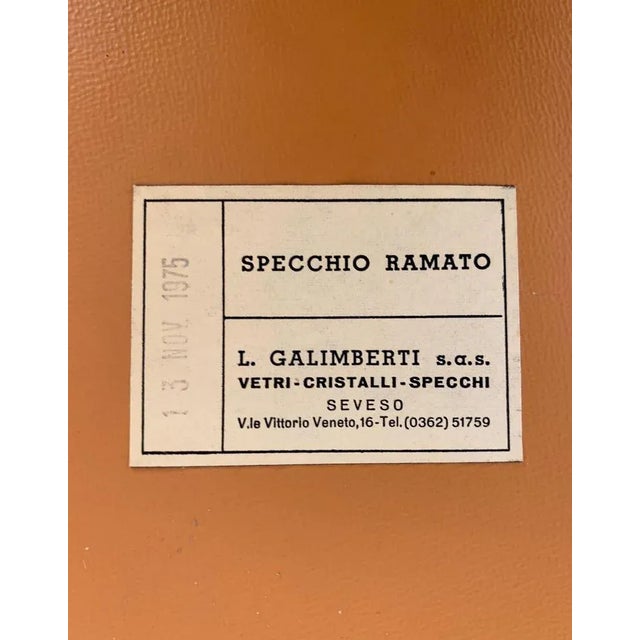 13 NOV. 1975
SPECCHIO RAMATO
L. GALIMBERTI s.a.s.
VETRI-CRISTALLI-SPECCHI
SEVESO
V.le Vittorio Veneto,16-Tel.(0362) 51759